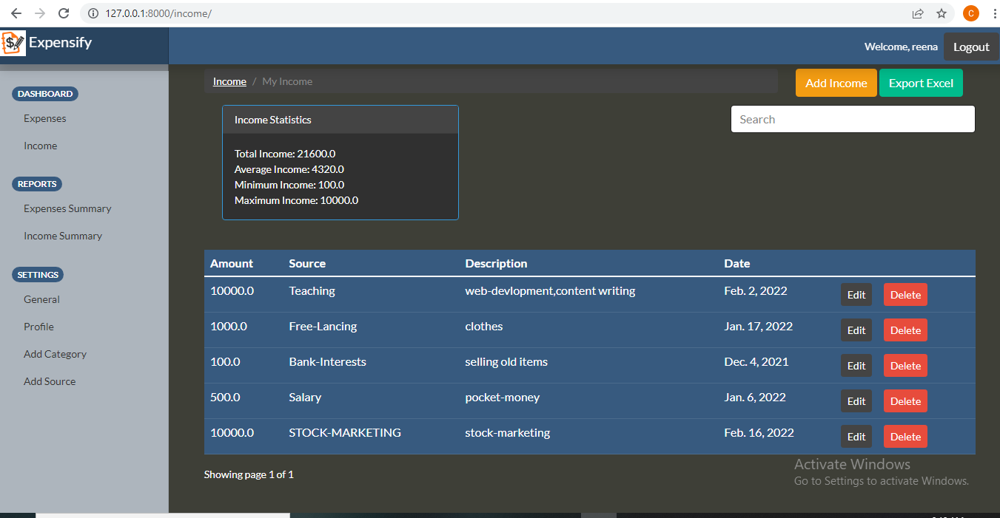 127.0.0.1:8000/income/
C
Expensify
Welcome, reena
Logout
DASHBOARD
Expenses
Income
REPORTS
Expenses Summary
Income Summary
SETTINGS
General
Profile
Add Category
Add Source
Income / My Income
Add Income
Export Excel
Income Statistics
Search
Total Income: 21600.0
Average Income: 4320.0
Minimum Income: 100.0
Maximum Income: 10000.0
Amount Source Description Date
10000.0 Teaching web-devlopment,content writing Feb. 2, 2022 Edit Delete
1000.0 Free-Lancing clothes Jan. 17, 2022 Edit Delete
100.0 Bank-Interests selling old items Dec. 4, 2021 Edit Delete
500.0 Salary pocket-money Jan. 6, 2022 Edit Delete
10000.0 STOCK-MARKETING stock-marketing Feb. 16, 2022 Edit Delete
Showing page 1 of 1
Activate Windows
Go to Settings to activate Windows.